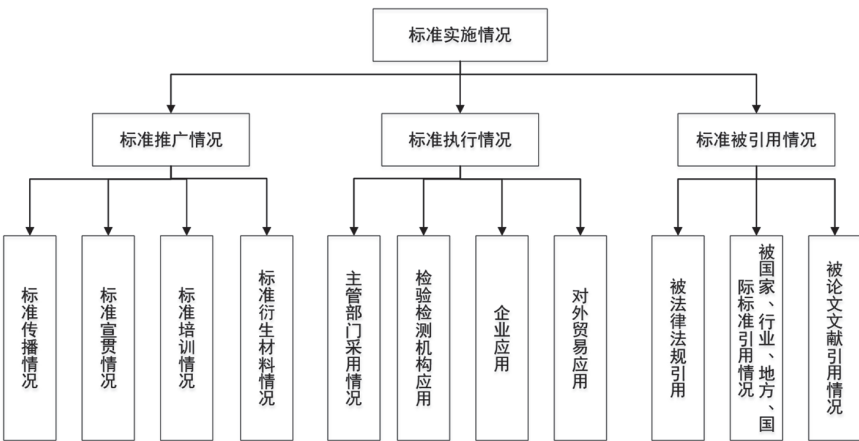 标准实施情况
标准推广情况
标准执行情况
标准被引用情况
标准传播情况
标准宣贯情况
标准培训情况
标准衍生材料情况
主管部门采用情况
检验检测机构应用
企业应用
对外贸易应用
被法律法规引用
被国家、行业、地方、国
际标准引用情况
被论文文献引用情况